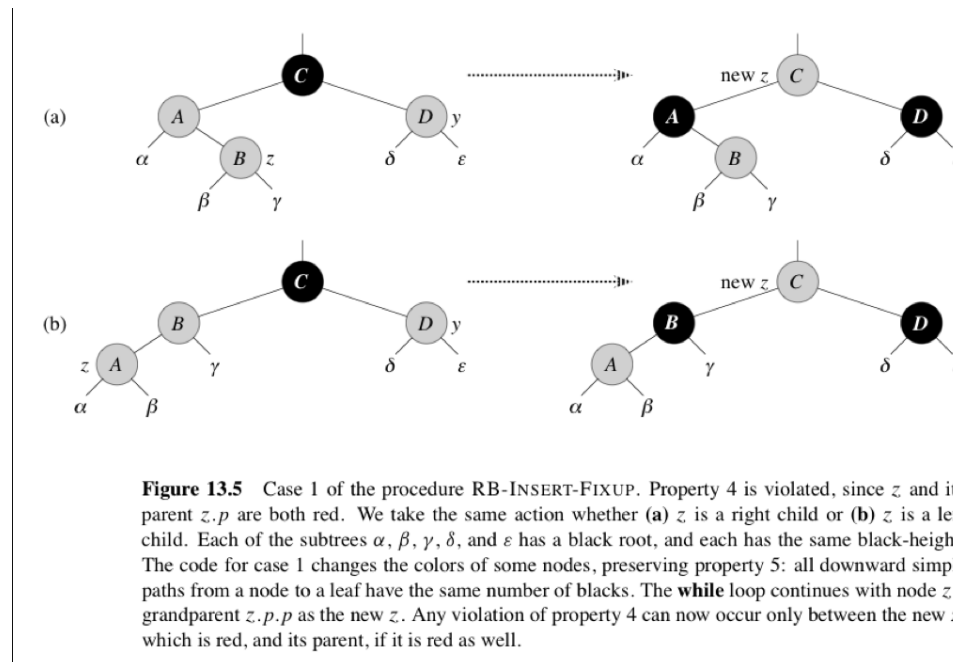 C
new z C
(a) A D y A D
α B z δ ε α B δ
β γ β γ
C
new z C
(b) B D y B D
z A γ δ ε A γ δ
α β α β
Figure 13.5 Case 1 of the procedure RB-INSERT-FIXUP. Property 4 is violated, since z and it
parent z.p are both red. We take the same action whether (a) z is a right child or (b) z is a le
child. Each of the subtrees α, β, γ, δ, and ε has a black root, and each has the same black-heigh
The code for case 1 changes the colors of some nodes, preserving property 5: all downward simpl
paths from a node to a leaf have the same number of blacks. The while loop continues with node z
grandparent z.p.p as the new z. Any violation of property 4 can now occur only between the new
which is red, and its parent, if it is red as well.